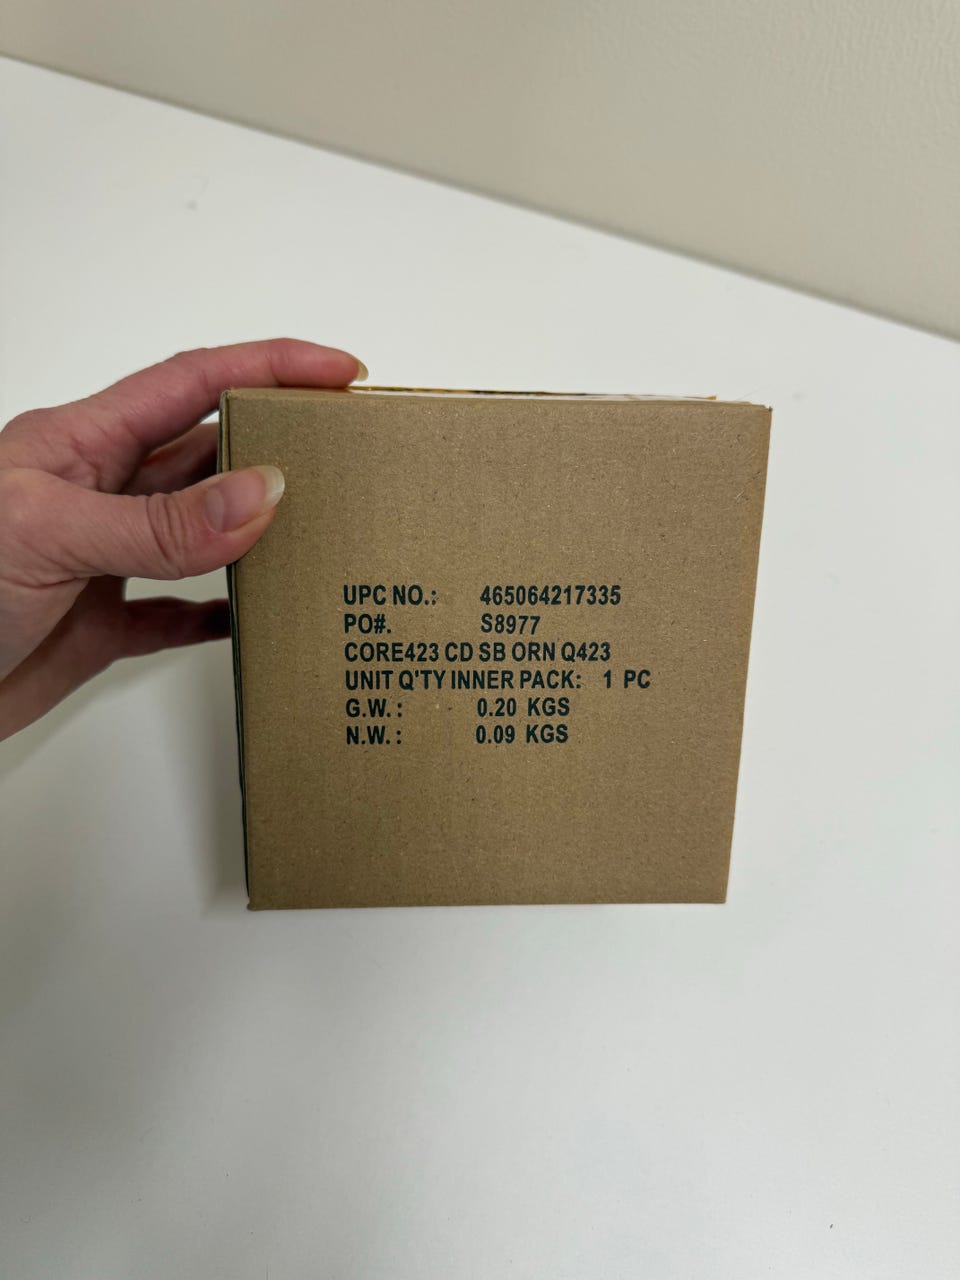 UPC NO.: 465064217335
PO#. S8977
CORE423 CD SB ORN Q423
UNIT Q'TY INNER PACK: 1 PC
G.W.: 0.20 KGS
N.W.: 0.09 KGS